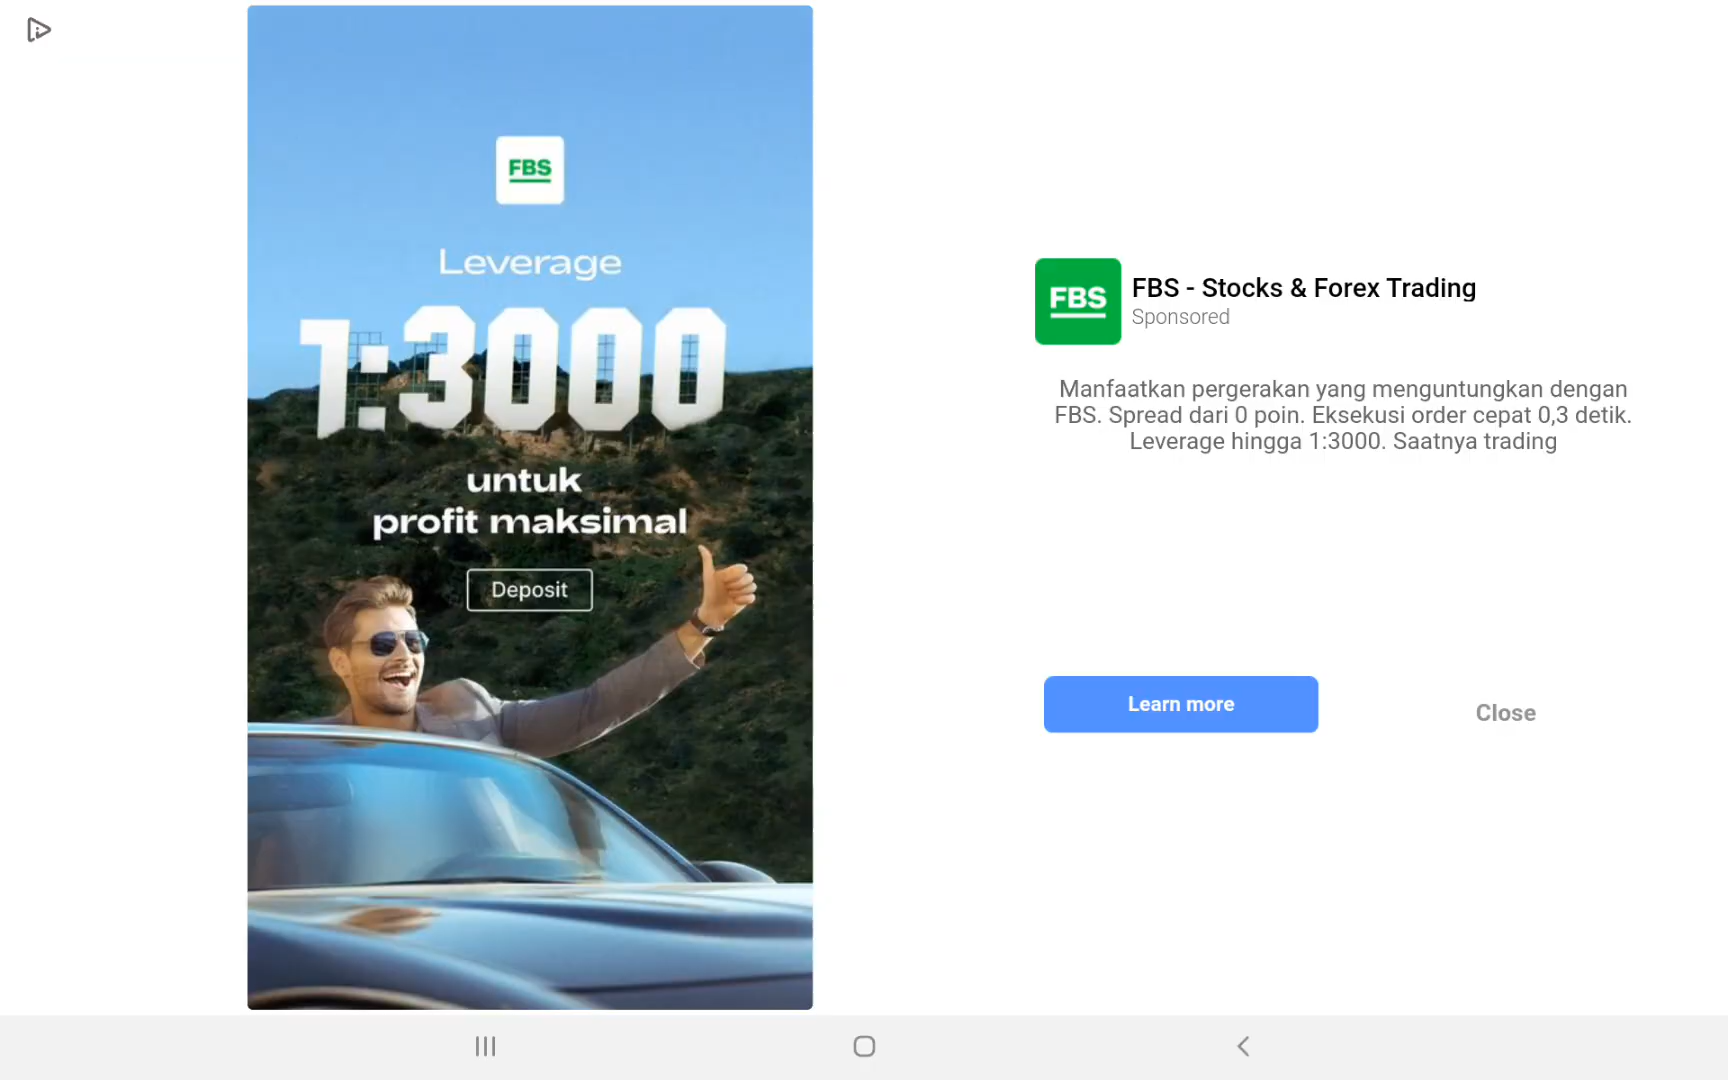 FBS
Leverage
1:3000
untuk
profit maksimal
Deposit
FBS
FBS - Stocks & Forex Trading
Sponsored
Manfaatkan pergerakan yang menguntungkan dengan
FBS. Spread dari 0 poin. Eksekusi order cepat 0,3 detik.
Leverage hingga 1:3000. Saatnya trading
Learn more
Close